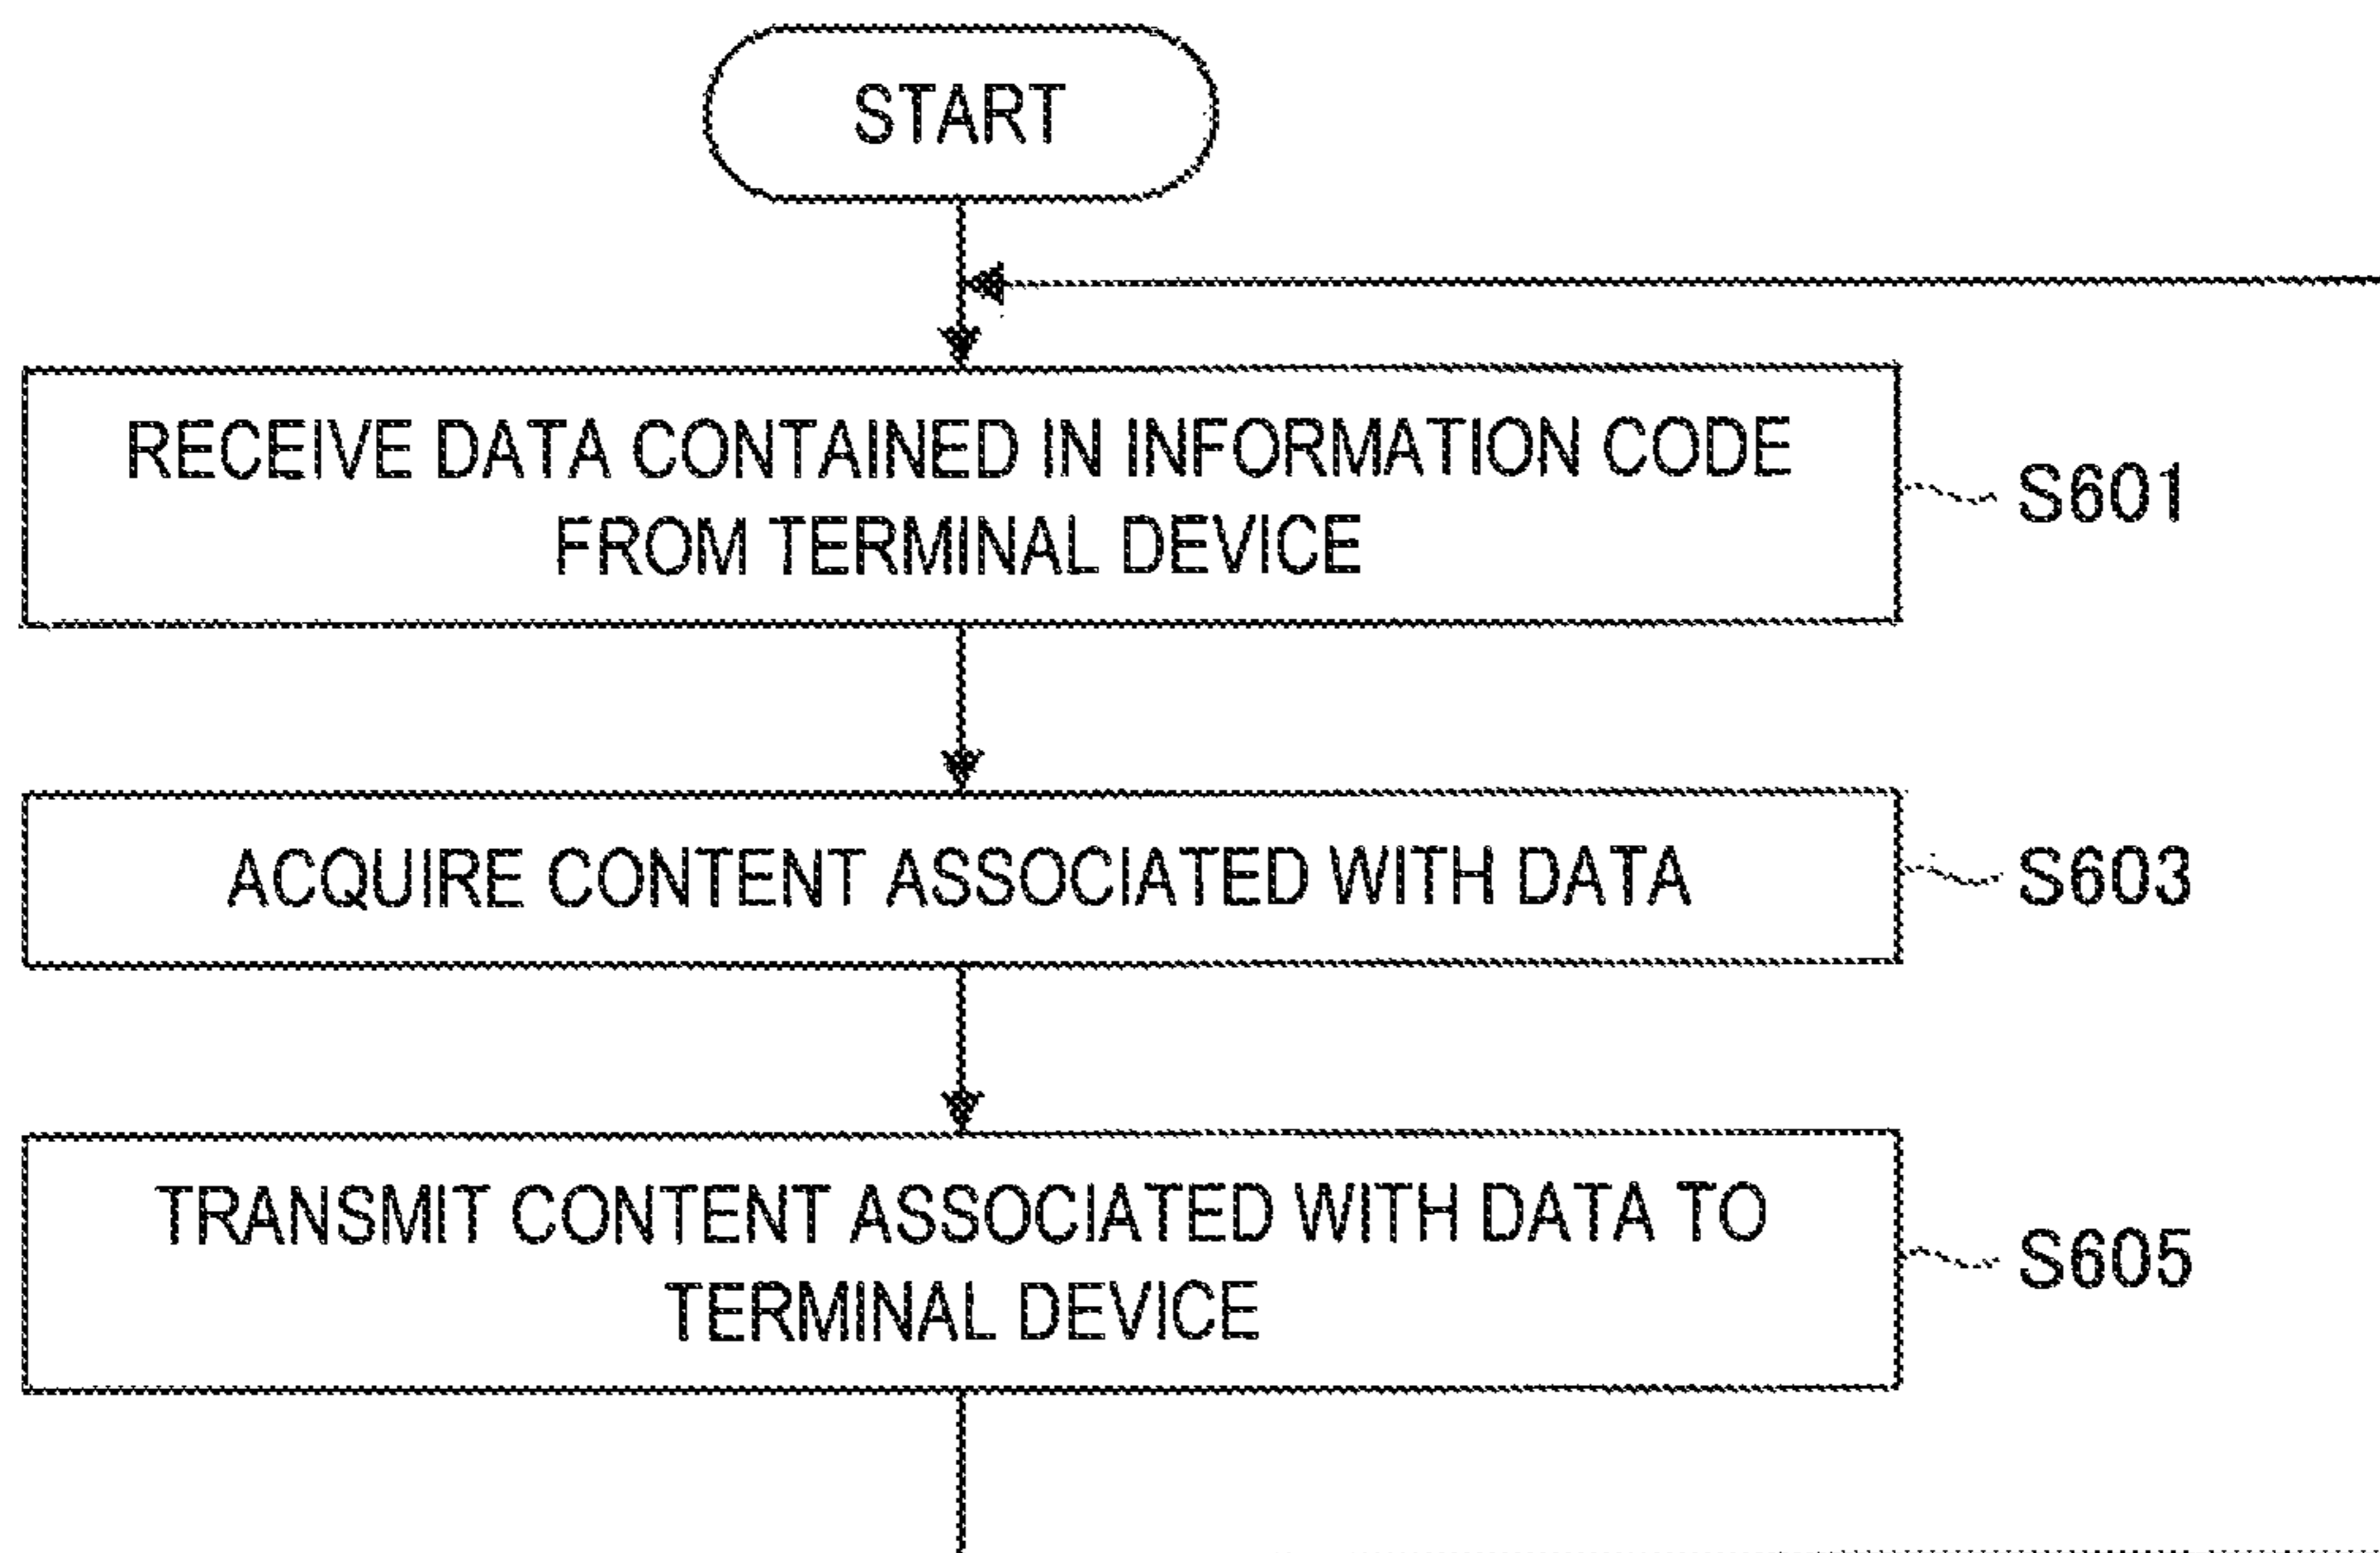 START
RECEIVE DATA CONTAINED IN INFORMATION CODE
FROM TERMINAL DEVICE
S601
ACQUIRE CONTENT ASSOCIATED WITH DATA
S603
TRANSMIT CONTENT ASSOCIATED WITH DATA TO
TERMINAL DEVICE
S605